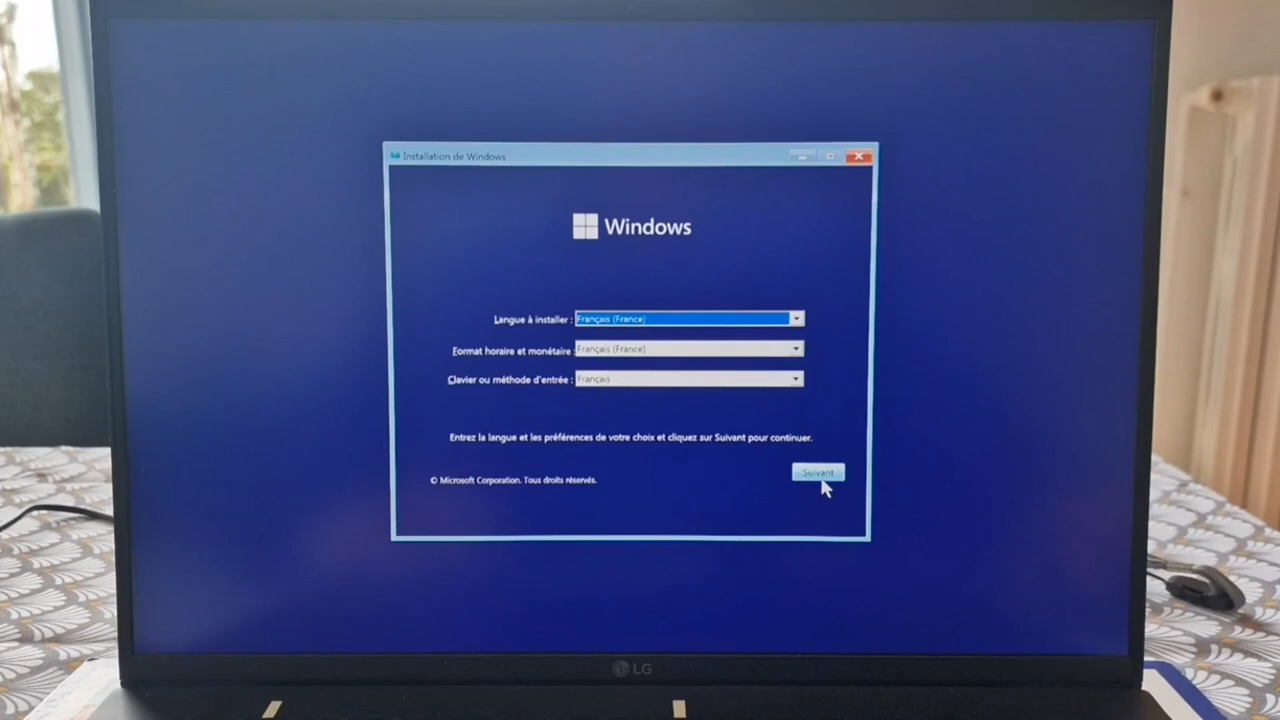 Installation de Windows
Windows
Langue à installer : Français (France)
Format horaire et monétaire : Français (France)
Clavier ou méthode d'entrée : Français
Entrez la langue et les préférences de votre choix et cliquez sur Suivant pour continuer.
Suivant
© Microsoft Corporation. Tous droits réservés.
LG